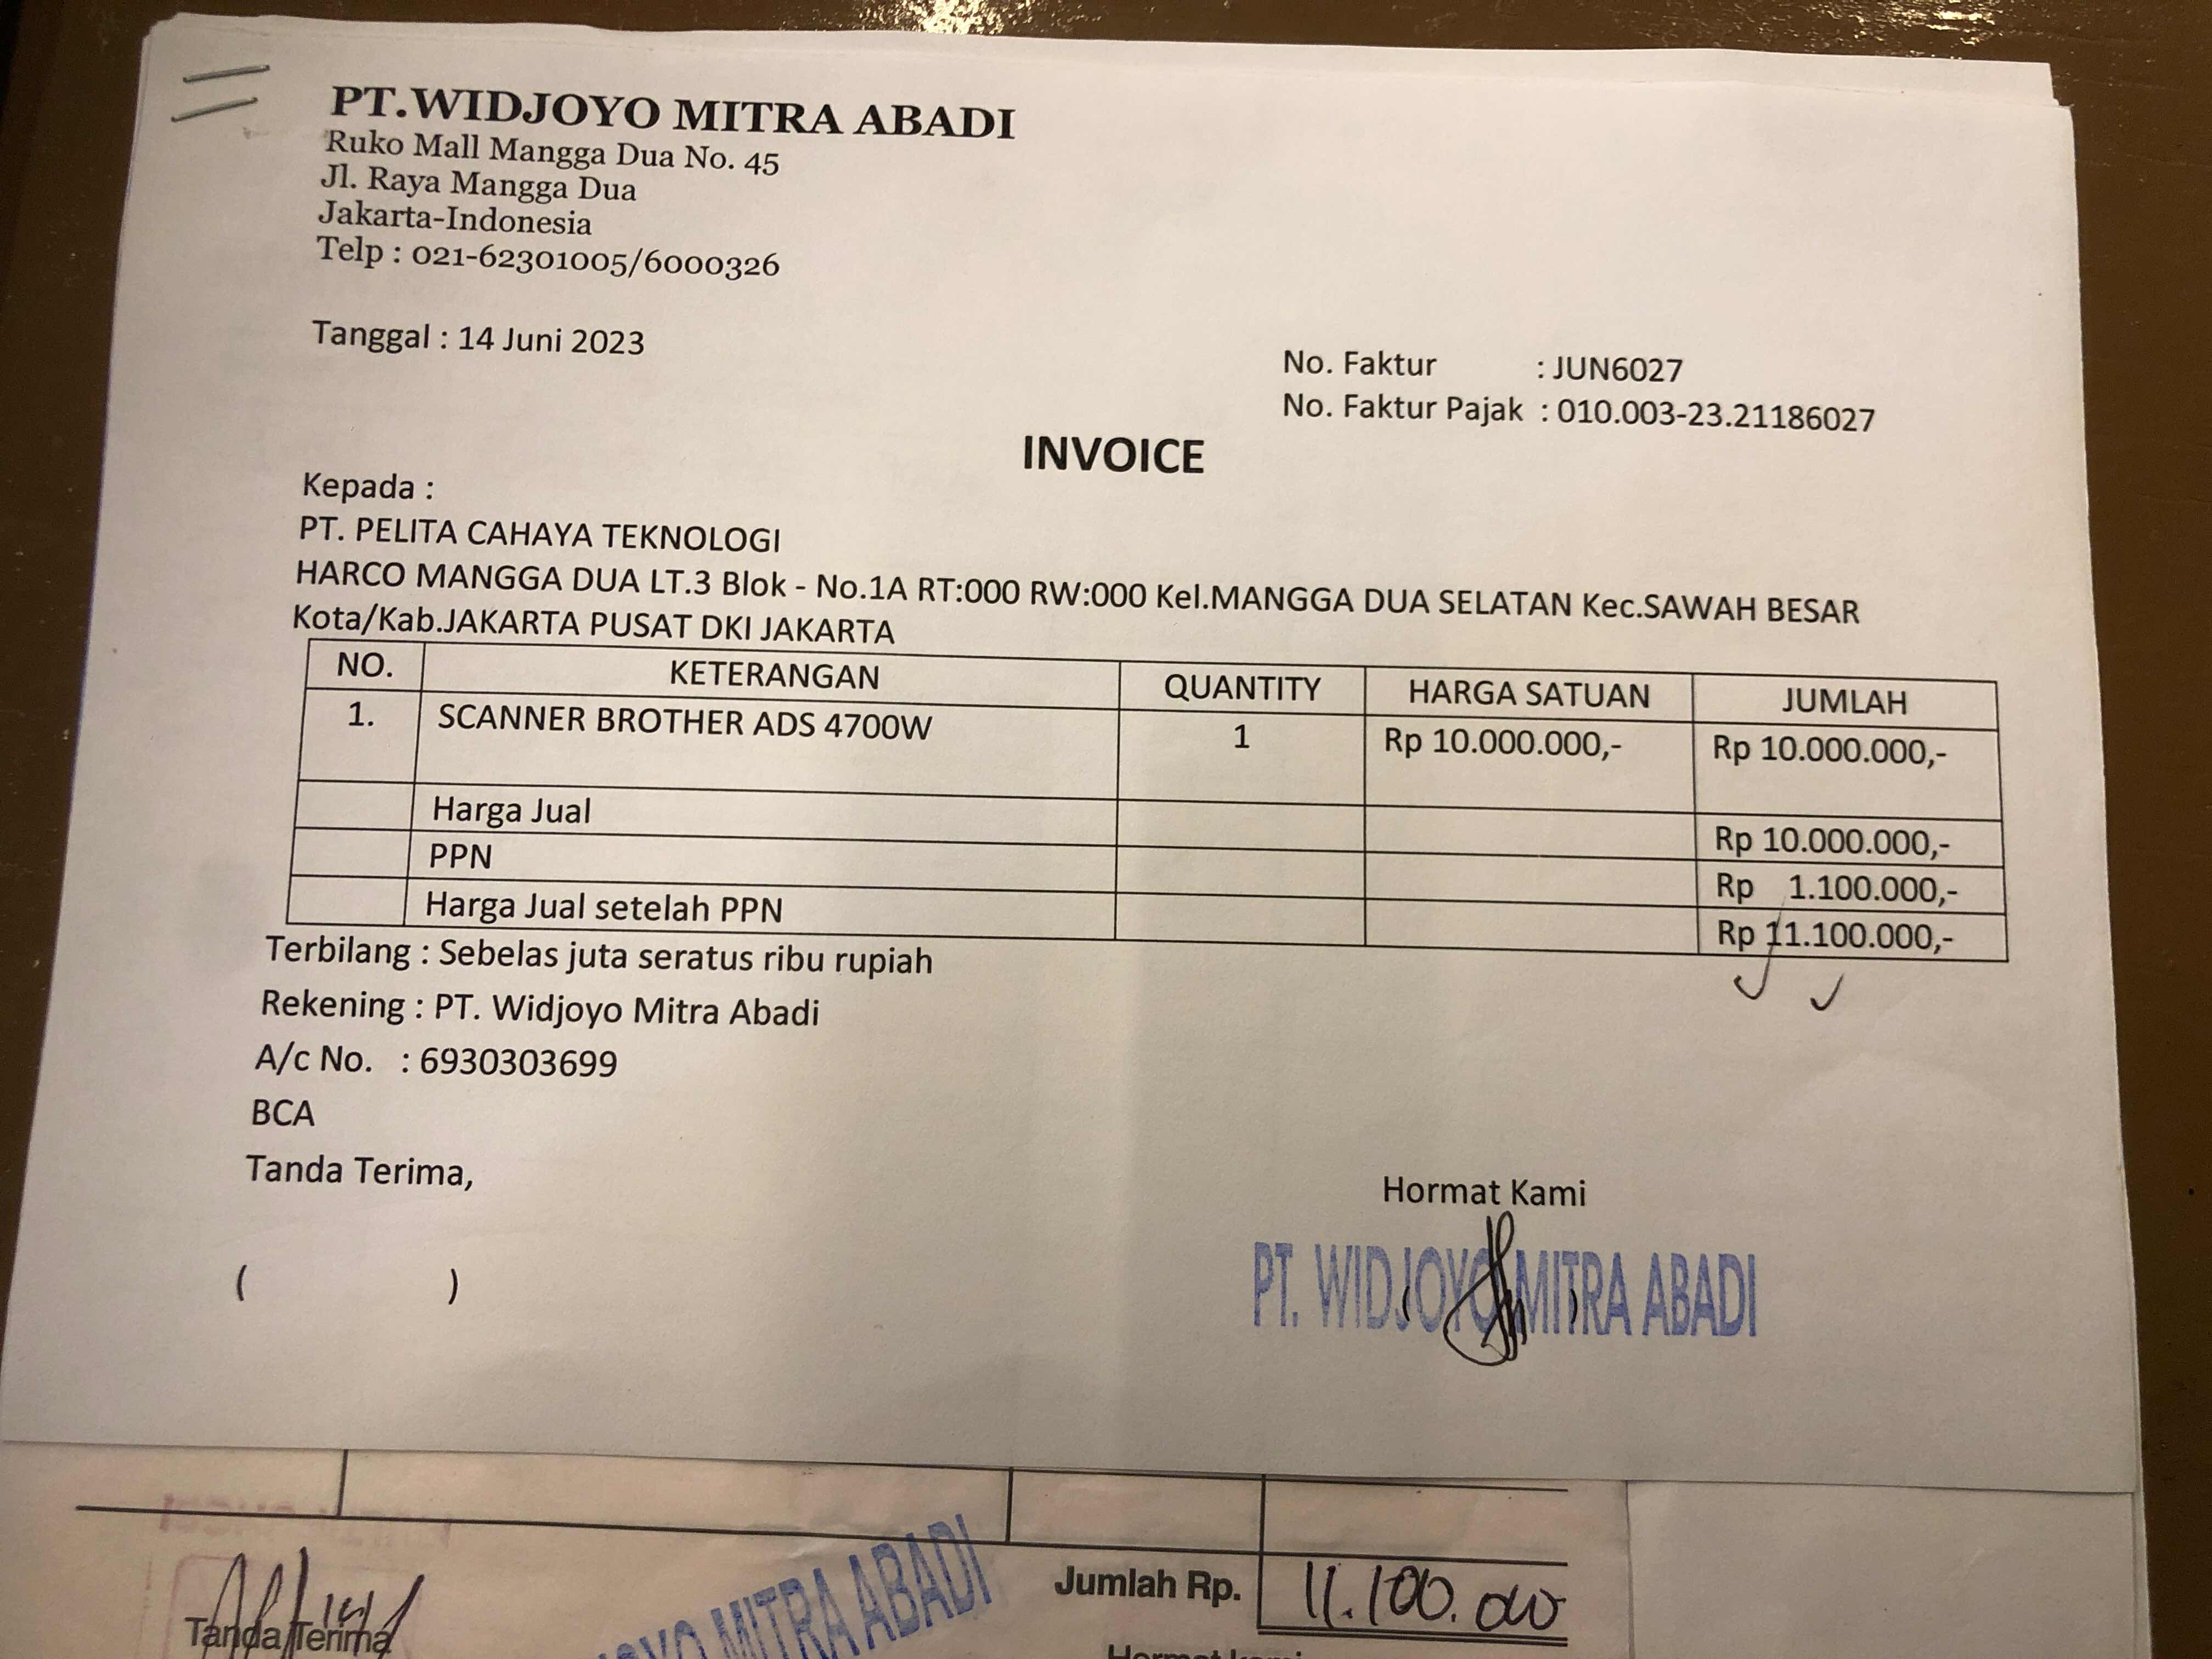 PT.WIDJOYO MITRA ABADI
Ruko Mall Mangga Dua No. 45
Jl. Raya Mangga Dua
Jakarta-Indonesia
Telp : 021-62301005/6000326
Tanggal : 14 Juni 2023
No. Faktur : JUN6027
No. Faktur Pajak : 010.003-23.21186027
INVOICE
Kepada :
PT. PELITA CAHAYA TEKNOLOGI
HARCO MANGGA DUA LT.3 Blok - No.1A RT:000 RW:000 Kel.MANGGA DUA SELATAN Kec.SAWAH BESAR
Kota/Kab.JAKARTA PUSAT DKI JAKARTA
NO. KETERANGAN QUANTITY HARGA SATUAN JUMLAH
1. SCANNER BROTHER ADS 4700W 1 Rp 10.000.000,- Rp 10.000.000,-
Harga Jual Rp 10.000.000,-
PPN Rp 1.100.000,-
Harga Jual setelah PPN Rp 11.100.000,-
Terbilang : Sebelas juta seratus ribu rupiah
Rekening : PT. Widjoyo Mitra Abadi
A/c No. : 6930303699
BCA
Tanda Terima,
Hormat Kami
( )
PT. WIDJOYO MITRA ABADI
Jumlah Rp. 11.100.000
Tanda Terima
OYO MITRA ABADI
Hormat kami